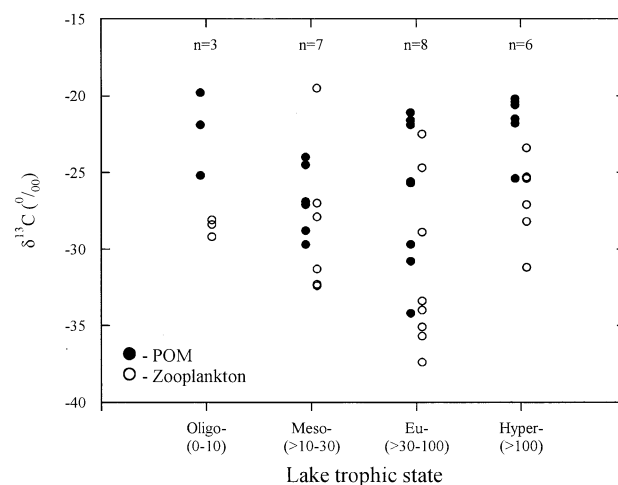 -15
n=3 n=7 n=8 n=6
-20
-25
δ¹³C (⁰/₀₀)
-30
-35
● - POM
○ - Zooplankton
-40
Oligo- Meso- Eu- Hyper-
(0-10) (>10-30) (>30-100) (>100)
Lake trophic state